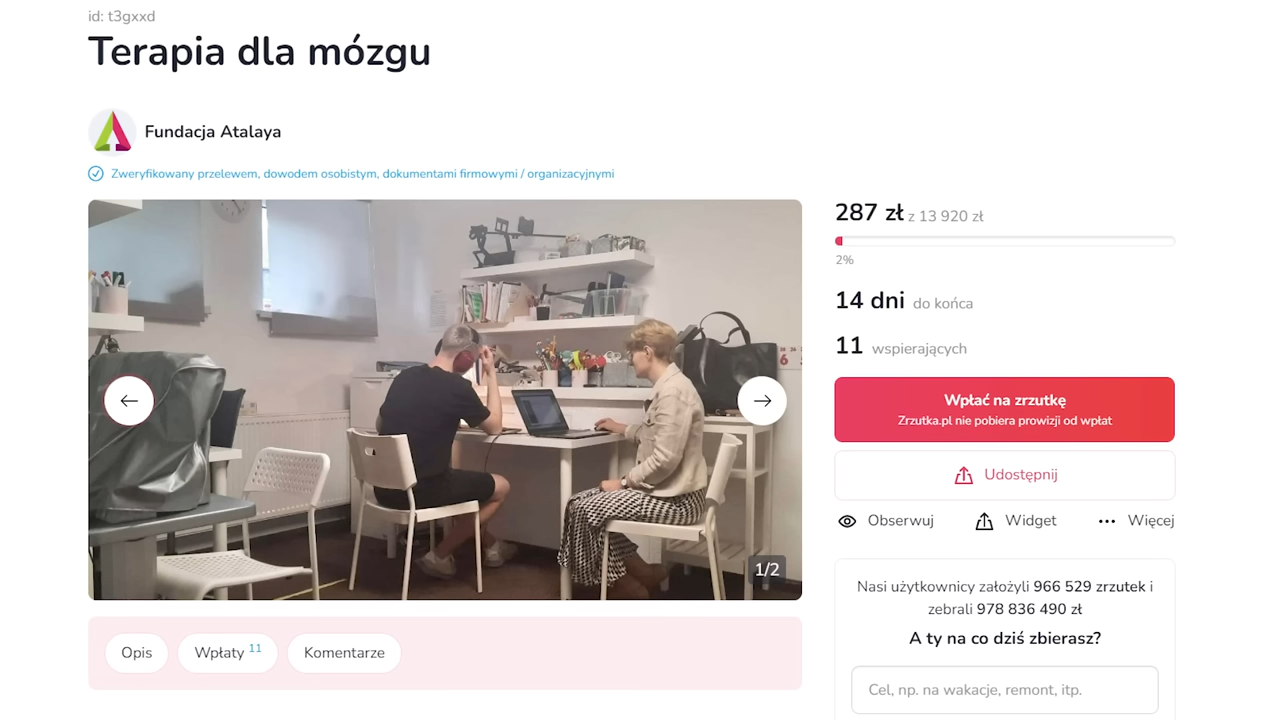 id: t3gxxd
Terapia dla mózgu
Fundacja Atalaya
Zweryfikowany przelewem, dowodem osobistym, dokumentami firmowymi / organizacyjnymi
1/2
Opis
Wpłaty 11
Komentarze
287 zł z 13 920 zł
2%
14 dni do końca
11 wspierających
Wpłać na zrzutkę
Zrzutka.pl nie pobiera prowizji od wpłat
Udostępnij
Obserwuj
Widget
Więcej
Nasi użytkownicy założyli 966 529 zrzutek i
zebrali 978 836 490 zł
A ty na co dziś zbierasz?
Cel, np. na wakacje, remont, itp.